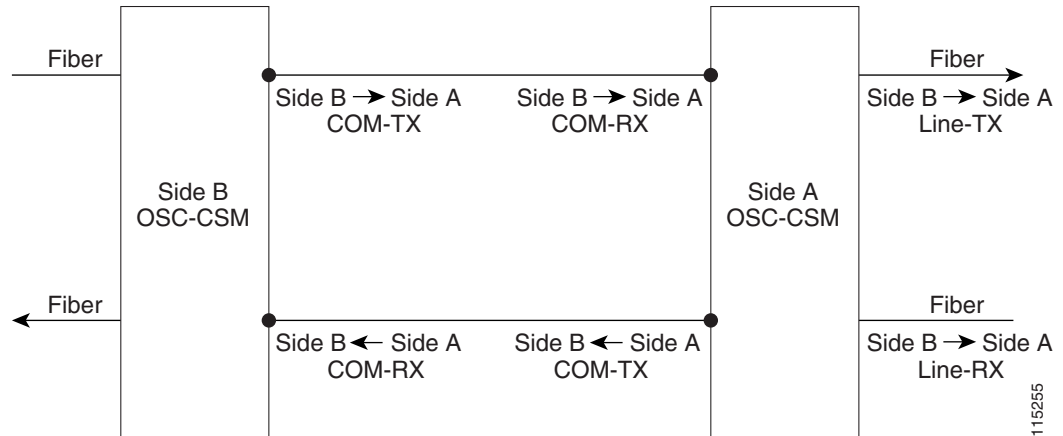 Fiber
Fiber
Side B → Side A
COM-TX
Side B → Side A
COM-RX
Side B → Side A
Line-TX
Side B
OSC-CSM
Side A
OSC-CSM
Fiber
Fiber
Side B ← Side A
COM-RX
Side B ← Side A
COM-TX
Side B → Side A
Line-RX
115255